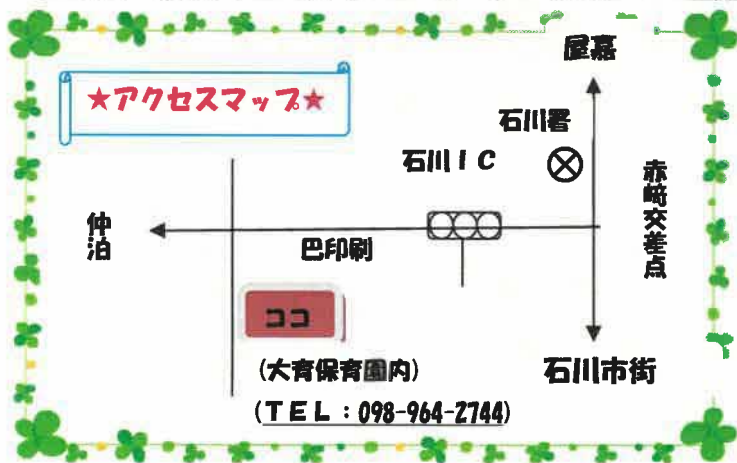 ★アクセスマップ★
屋嘉
石川署
石川IC
赤崎交差点
仲泊
巴印刷
ココ
石川市街
(大育保育園内)
(TEL:098-964-2744)